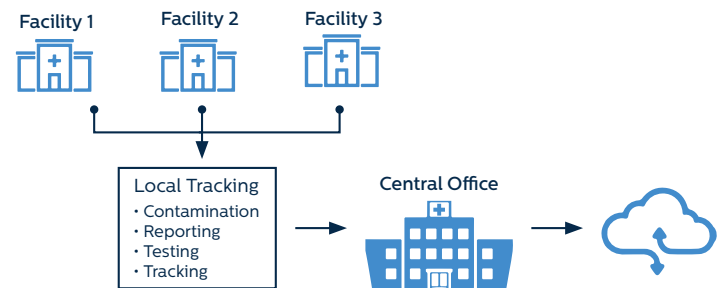 Facility 1
Facility 2
Facility 3
Local Tracking
· Contamination
· Reporting
· Testing
· Tracking
Central Office